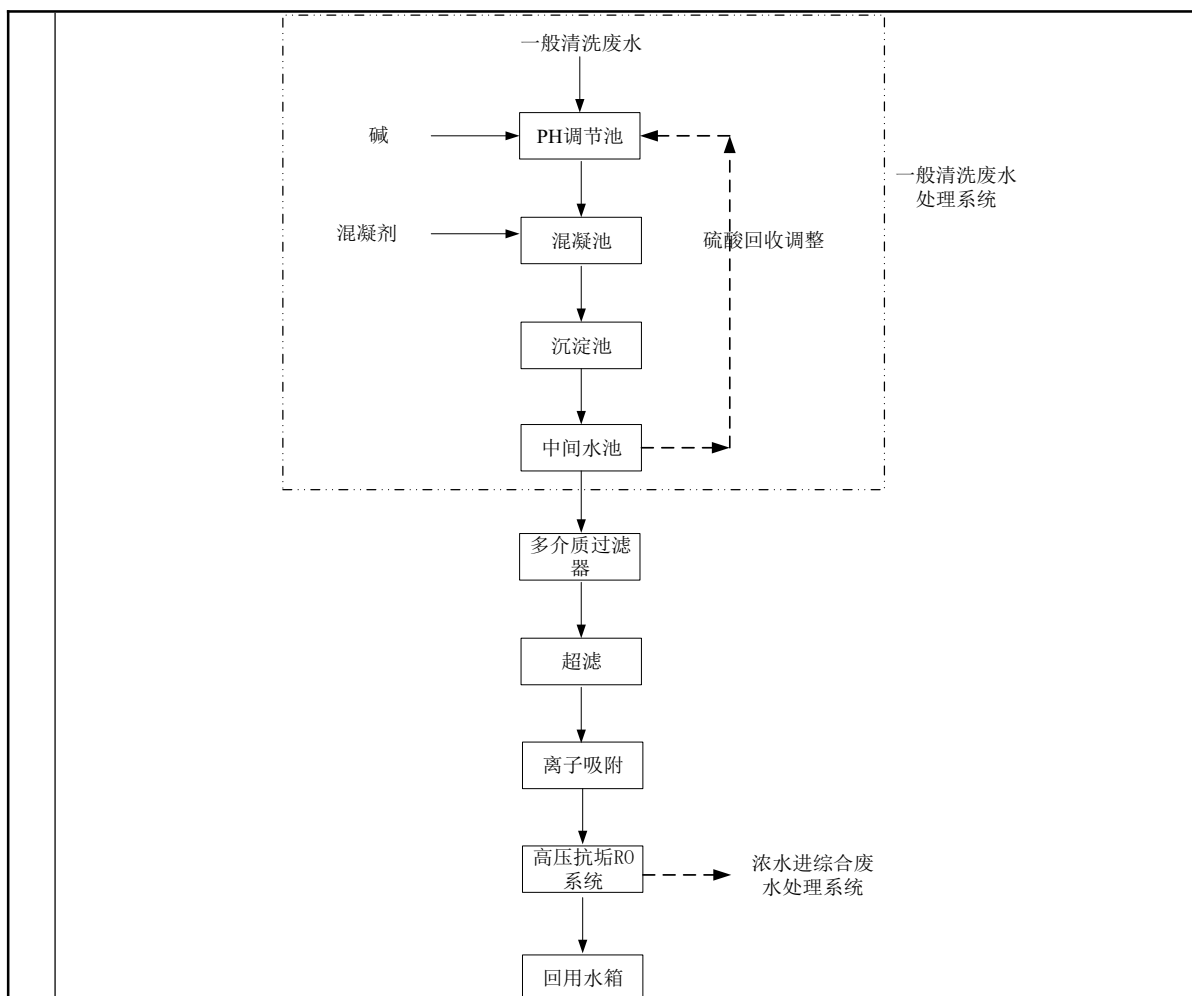 一般清洗废水
碱
PH调节池
一般清洗废水
处理系统
混凝剂
混凝池
硫酸回收调整
沉淀池
中间水池
多介质过滤
器
超滤
离子吸附
高压抗垢RO
系统
浓水进综合废
水处理系统
回用水箱